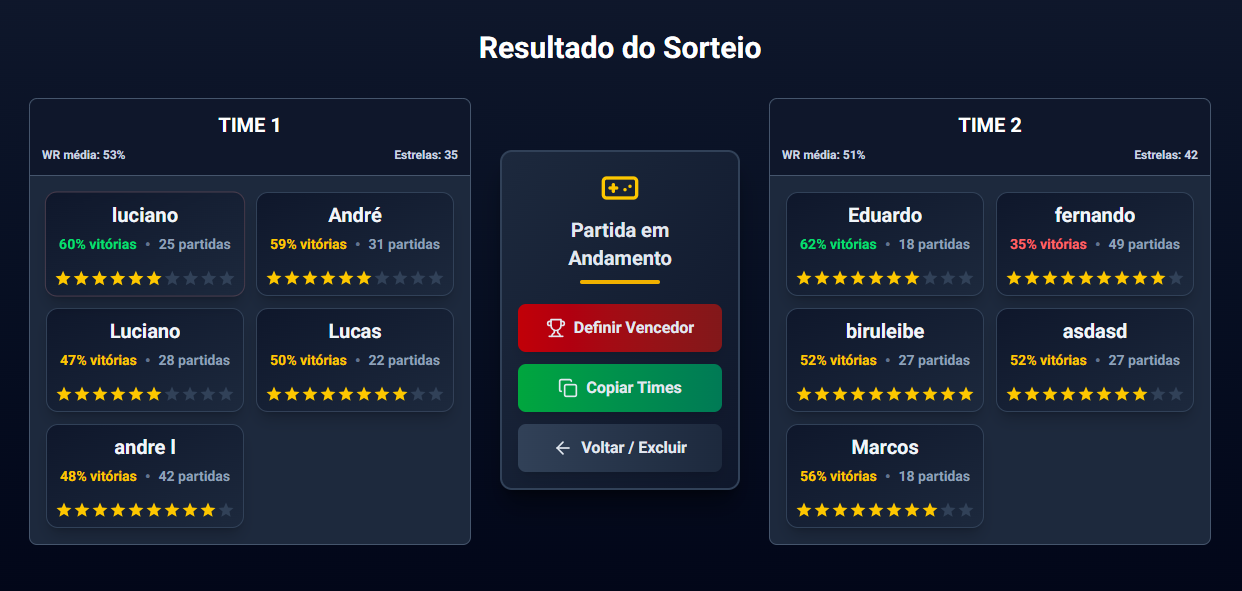 Resultado do Sorteio
TIME 1
WR média: 53% Estrelas: 35
luciano
60% vitórias • 25 partidas
André
59% vitórias • 31 partidas
Luciano
47% vitórias • 28 partidas
Lucas
50% vitórias • 22 partidas
andre l
48% vitórias • 42 partidas
Partida em
Andamento
Definir Vencedor
Copiar Times
Voltar / Excluir
TIME 2
WR média: 51% Estrelas: 42
Eduardo
62% vitórias • 18 partidas
fernando
35% vitórias • 49 partidas
biruleibe
52% vitórias • 27 partidas
asdasd
52% vitórias • 27 partidas
Marcos
56% vitórias • 18 partidas